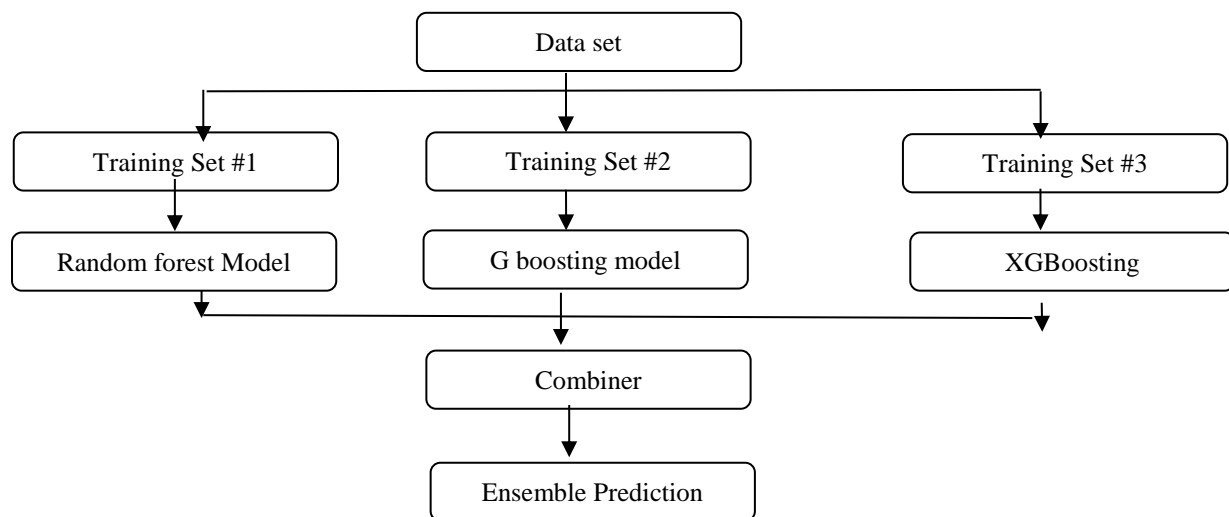 Data set
Training Set #1
Training Set #2
Training Set #3
Random forest Model
G boosting model
XGBoosting
Combiner
Ensemble Prediction